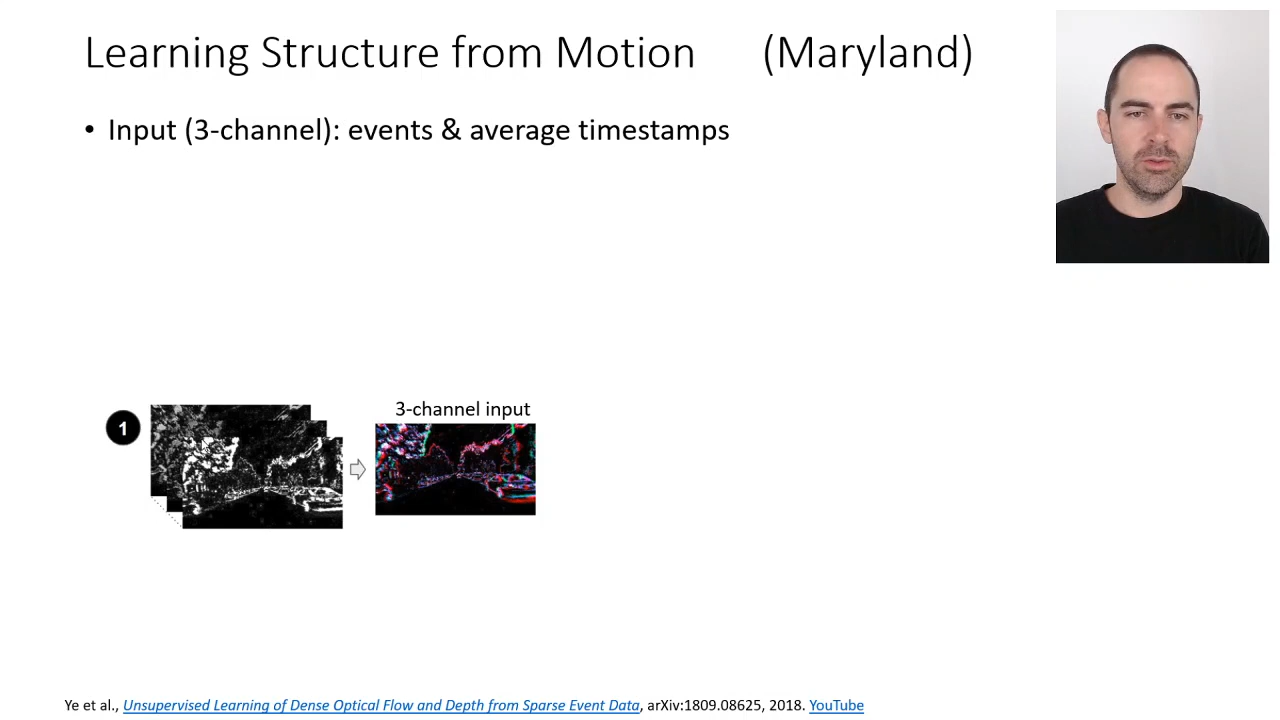 Learning Structure from Motion (Maryland)
• Input (3-channel): events & average timestamps
3-channel input
1
Ye et al., Unsupervised Learning of Dense Optical Flow and Depth from Sparse Event Data, arXiv:1809.08625, 2018. YouTube